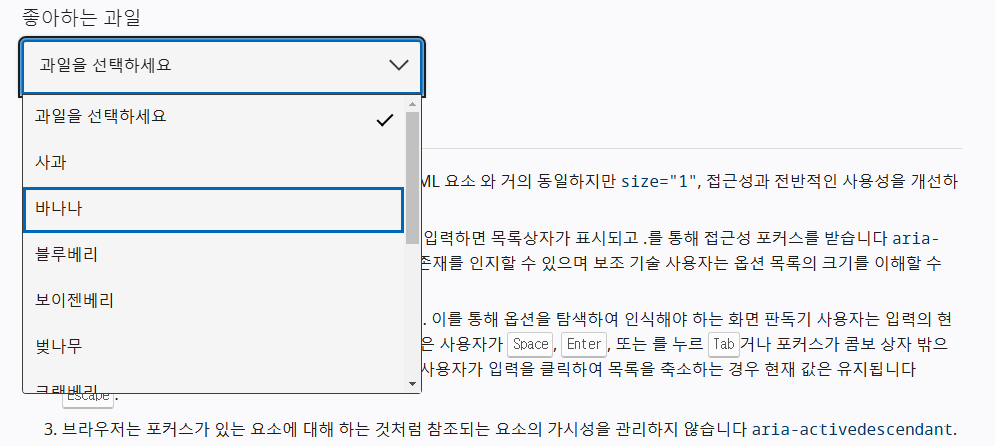 좋아하는 과일
과일을 선택하세요
과일을 선택하세요
사과
바나나
블루베리
보이젠베리
벚나무
크랜베리
ML 요소 와 거의 동일하지만 size="1", 접근성과 전반적인 사용성을 개선하
입력하면 목록상자가 표시되고 .를 통해 접근성 포커스를 받습니다 aria-
존재를 인지할 수 있으며 보조 기술 사용자는 옵션 목록의 크기를 이해할 수
. 이를 통해 옵션을 탐색하여 인식해야 하는 화면 판독기 사용자는 입력의 현
은 사용자가 Space, Enter, 또는 를 누르 Tab거나 포커스가 콤보 상자 밖으
사용자가 입력을 클릭하여 목록을 축소하는 경우 현재 값은 유지됩니다
Escape.
3. 브라우저는 포커스가 있는 요소에 대해 하는 것처럼 참조되는 요소의 가시성을 관리하지 않습니다 aria-activedescendant.